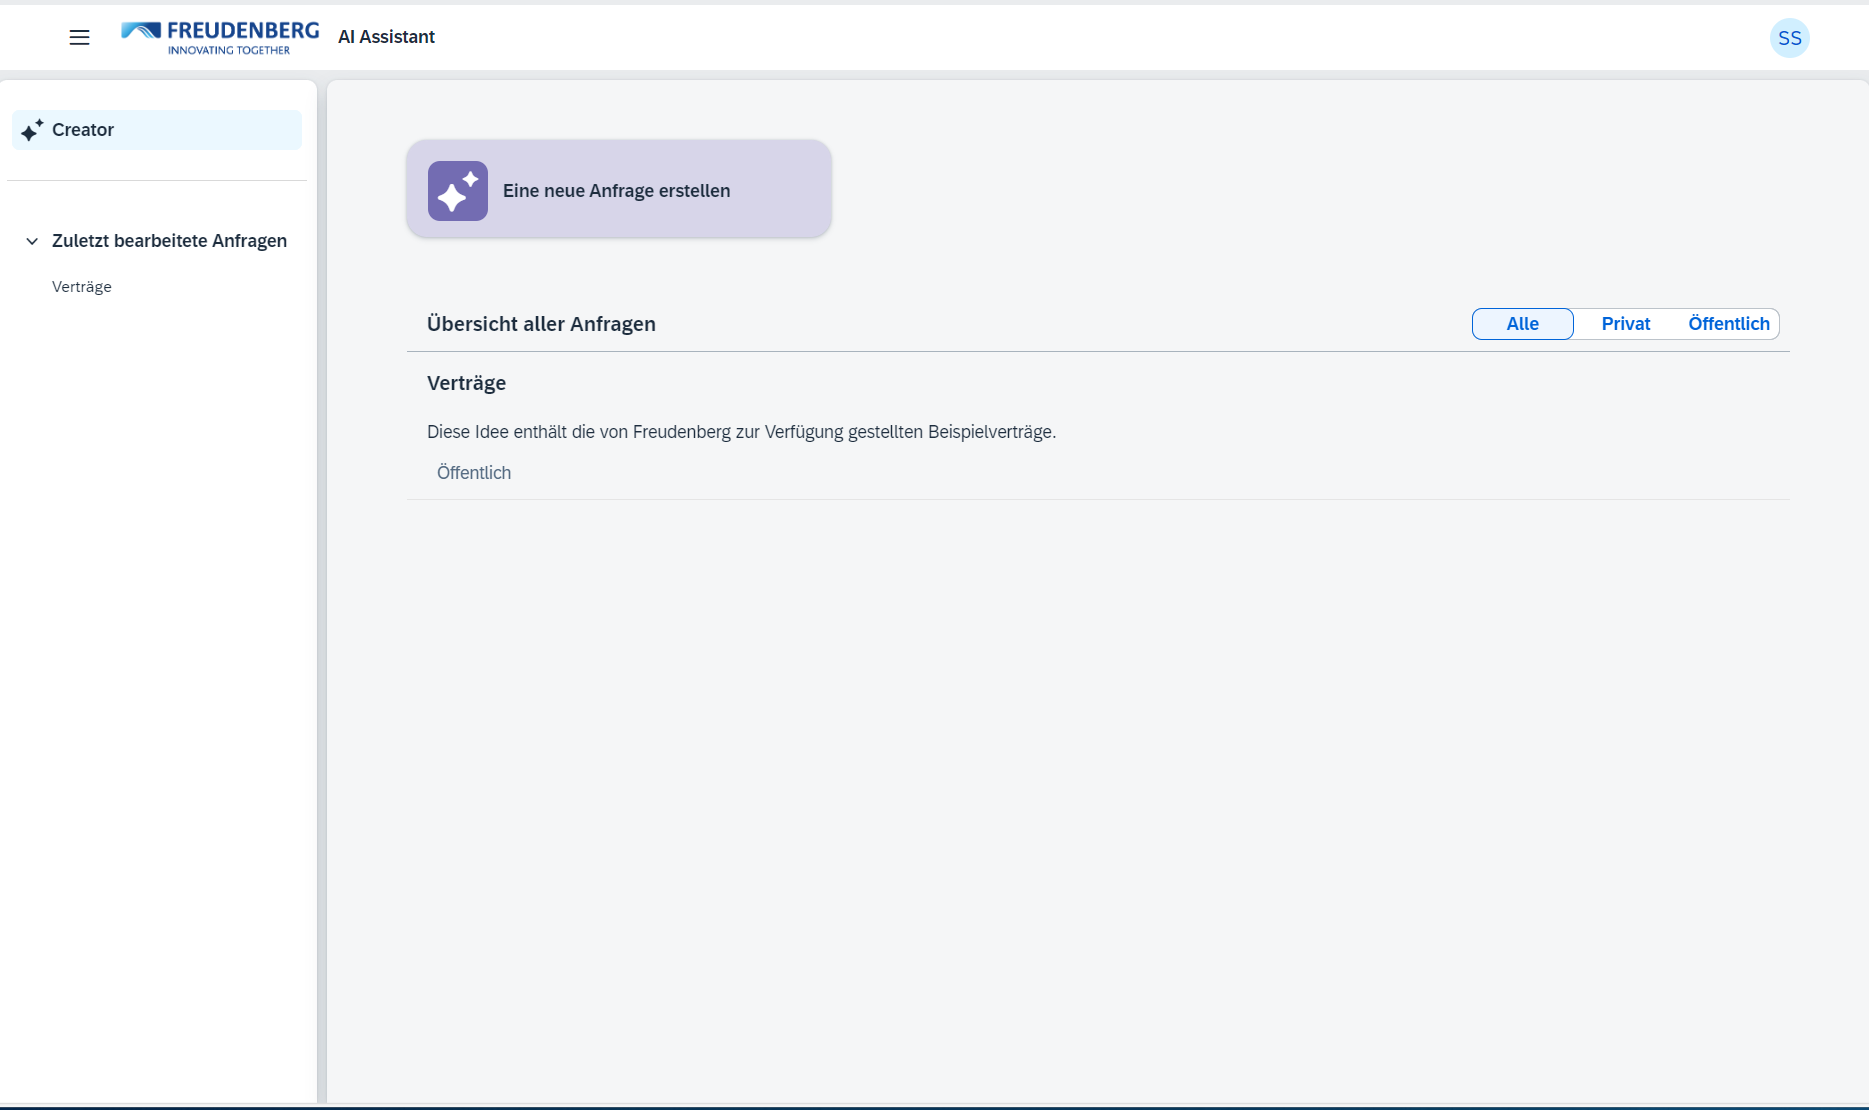 FREUDENBERG
INNOVATING TOGETHER
AI Assistant
SS
Creator
Zuletzt bearbeitete Anfragen
Verträge
Eine neue Anfrage erstellen
Übersicht aller Anfragen
Alle
Privat
Öffentlich
Verträge
Diese Idee enthält die von Freudenberg zur Verfügung gestellten Beispielverträge.
Öffentlich